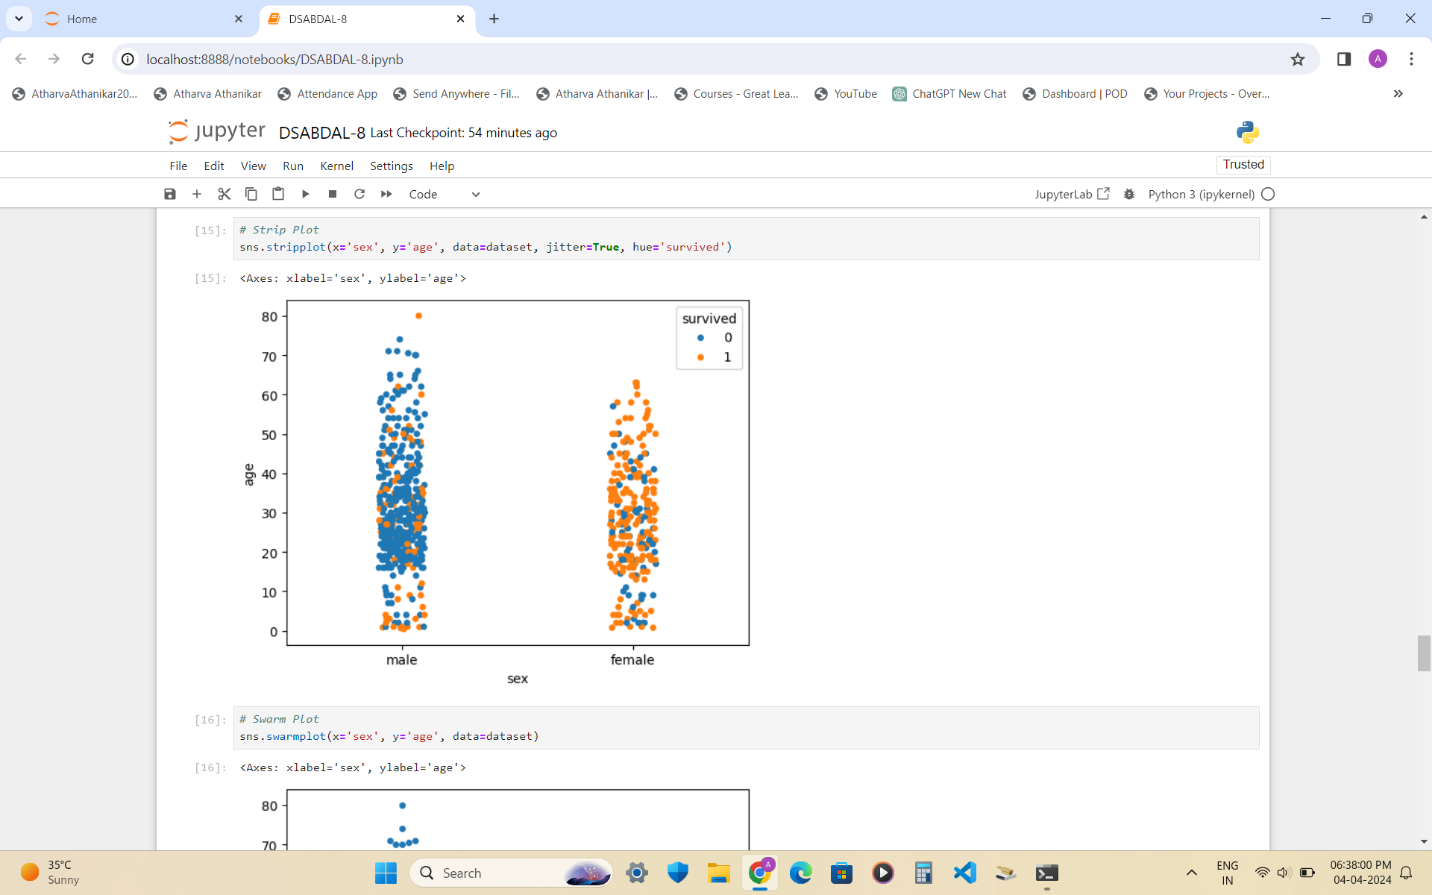 Home
DSABDAL-8
localhost:8888/notebooks/DSABDAL-8.ipynb
A
AtharvaAthanikar20...
Atharva Athanikar
Attendance App
Send Anywhere - Fil...
Atharva Athanikar |...
Courses - Great Lea...
YouTube
ChatGPT New Chat
Dashboard | POD
Your Projects - Over...
jupyter DSABDAL-8 Last Checkpoint: 54 minutes ago
File Edit View Run Kernel Settings Help
Trusted
Code
JupyterLab
Python 3 (ipykernel)
[15]: # Strip Plot
sns.stripplot(x='sex', y='age', data=dataset, jitter=True, hue='survived')
[15]: <Axes: xlabel='sex', ylabel='age'>
survived
0
1
80
70
60
50
40
30
20
10
0
age
male
female
sex
[16]: # Swarm Plot
sns.swarmplot(x='sex', y='age', data=dataset)
[16]: <Axes: xlabel='sex', ylabel='age'>
80
70
35°C
Sunny
Search
A
ENG
IN
06:38:00 PM
04-04-2024